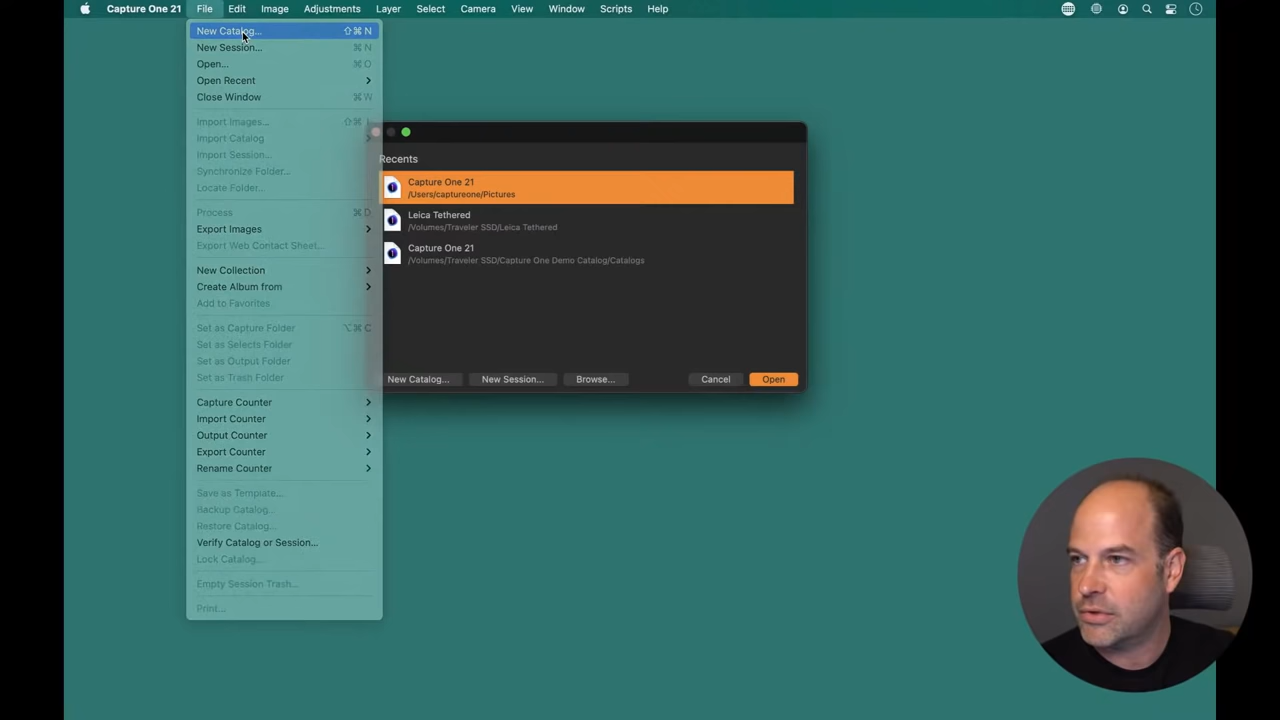 Capture One 21 File Edit Image Adjustments Layer Select Camera View Window Scripts Help
New Catalog... ⇧⌘ N
New Session... ⌘ N
Open... ⌘ O
Open Recent
Close Window ⌘ W
Import Images... ⇧⌘
Import Catalog
Import Session...
Synchronize Folder...
Locate Folder...
Process ⌘ D
Export Images
Export Web Contact Sheet...
New Collection
Create Album from
Add to Favorites
Set as Capture Folder ⌥⌘ C
Set as Selects Folder
Set as Output Folder
Set as Trash Folder
Capture Counter
Import Counter
Output Counter
Export Counter
Rename Counter
Save as Template...
Backup Catalog...
Restore Catalog...
Verify Catalog or Session...
Lock Catalog...
Empty Session Trash...
Print...
Recents
Capture One 21
/Users/captureone/Pictures
Leica Tethered
/Volumes/Traveler SSD/Leica Tethered
Capture One 21
/Volumes/Traveler SSD/Capture One Demo Catalog/Catalogs
New Catalog... New Session... Browse... Cancel Open